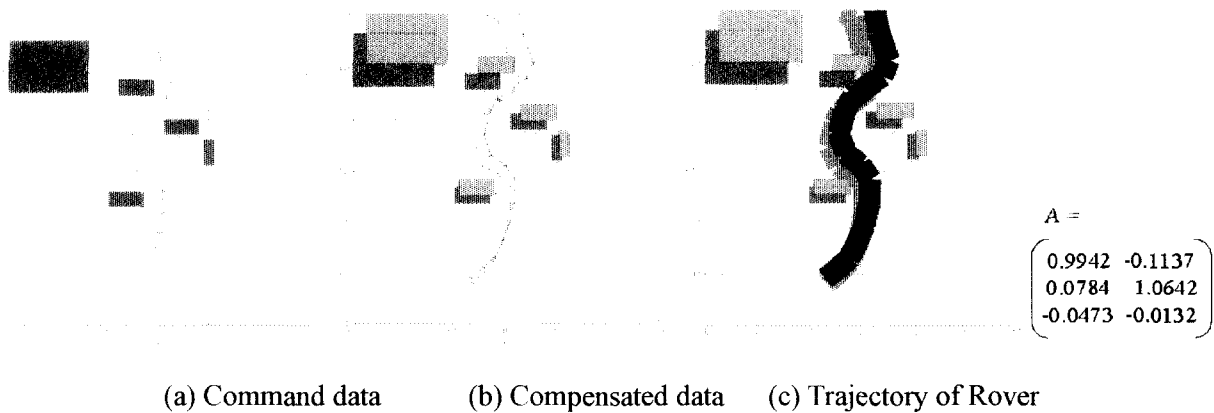 A =
0.9942 -0.1137
0.0784 1.0642
-0.0473 -0.0132
(a) Command data (b) Compensated data (c) Trajectory of Rover